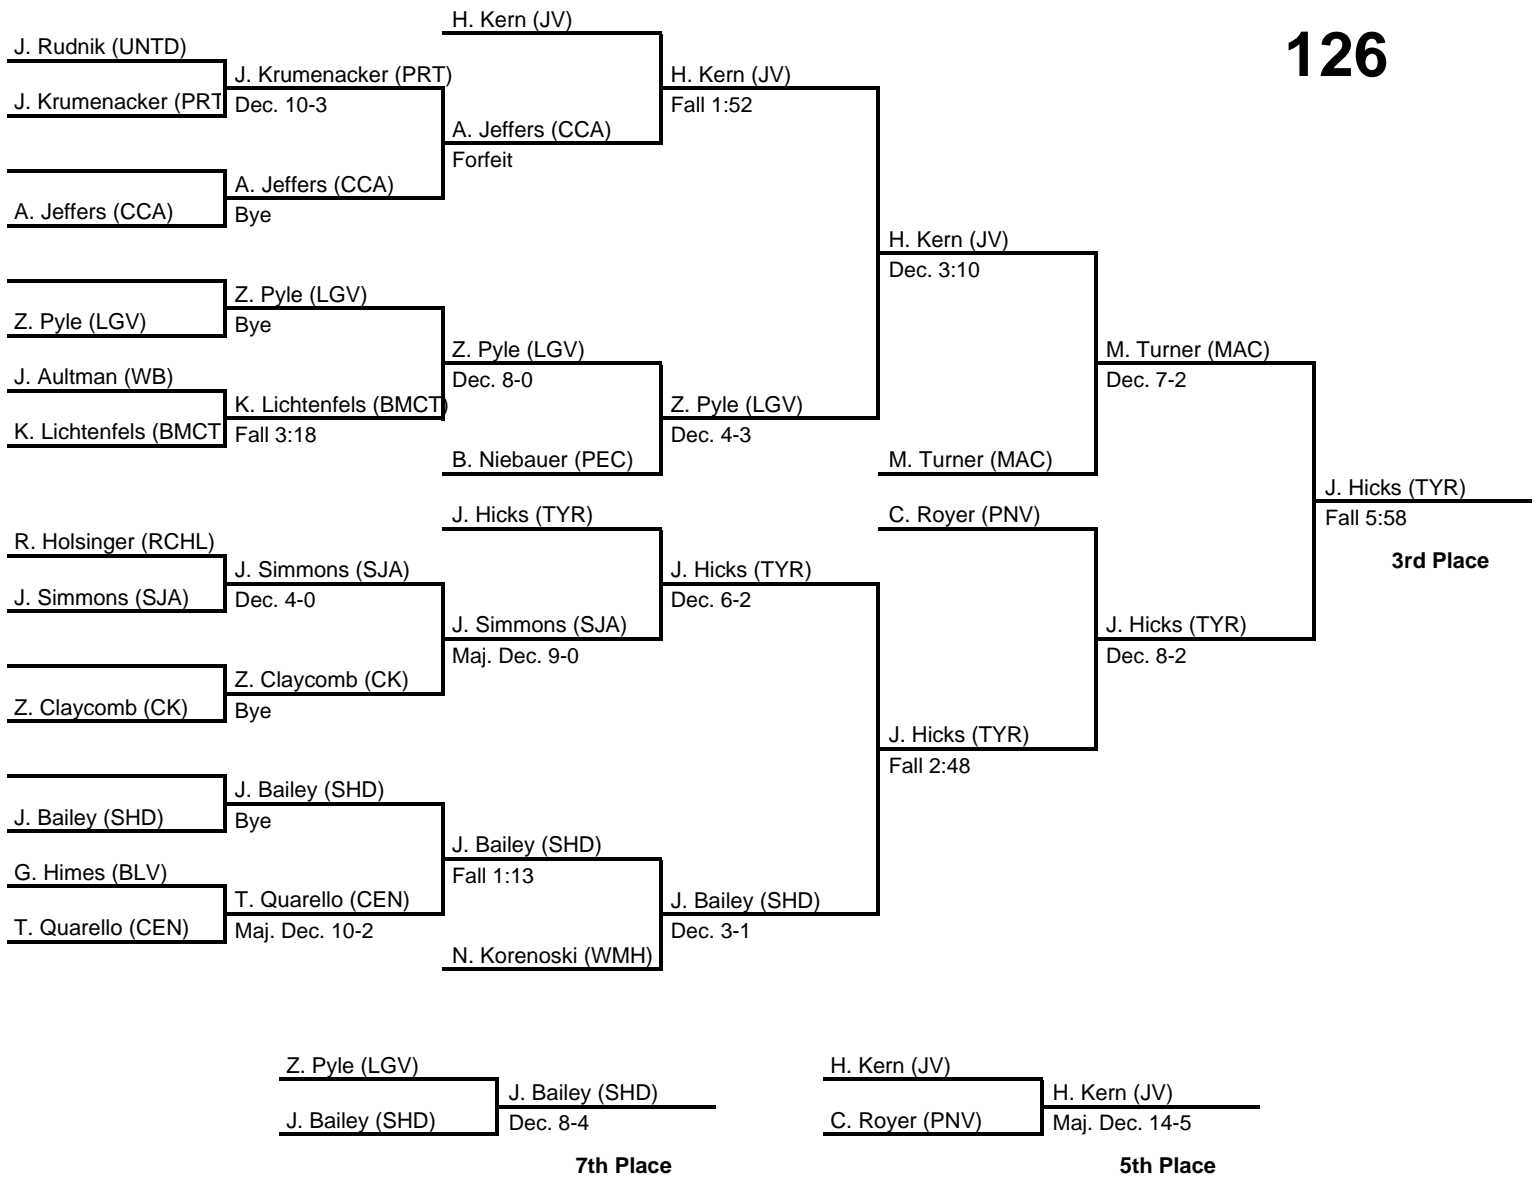 126
H. Kern (JV)
J. Rudnik (UNTD)
J. Krumenacker (PRT)
H. Kern (JV)
J. Krumenacker (PRT
Dec. 10-3
Fall 1:52
A. Jeffers (CCA)
Forfeit
A. Jeffers (CCA)
A. Jeffers (CCA)
Bye
H. Kern (JV)
Dec. 3:10
Z. Pyle (LGV)
Z. Pyle (LGV)
Bye
Z. Pyle (LGV)
M. Turner (MAC)
J. Aultman (WB)
Dec. 8-0
Dec. 7-2
K. Lichtenfels (BMCT)
Z. Pyle (LGV)
K. Lichtenfels (BMCT
Fall 3:18
Dec. 4-3
B. Niebauer (PEC)
M. Turner (MAC)
J. Hicks (TYR)
J. Hicks (TYR)
C. Royer (PNV)
Fall 5:58
R. Holsinger (RCHL)
3rd Place
J. Simmons (SJA)
J. Hicks (TYR)
J. Simmons (SJA)
Dec. 4-0
Dec. 6-2
J. Simmons (SJA)
J. Hicks (TYR)
Maj. Dec. 9-0
Dec. 8-2
Z. Claycomb (CK)
Z. Claycomb (CK)
Bye
J. Hicks (TYR)
Fall 2:48
J. Bailey (SHD)
J. Bailey (SHD)
Bye
J. Bailey (SHD)
G. Himes (BLV)
Fall 1:13
T. Quarello (CEN)
J. Bailey (SHD)
T. Quarello (CEN)
Maj. Dec. 10-2
Dec. 3-1
N. Korenoski (WMH)
Z. Pyle (LGV)
J. Bailey (SHD)
J. Bailey (SHD)
Dec. 8-4
7th Place
H. Kern (JV)
H. Kern (JV)
C. Royer (PNV)
Maj. Dec. 14-5
5th Place